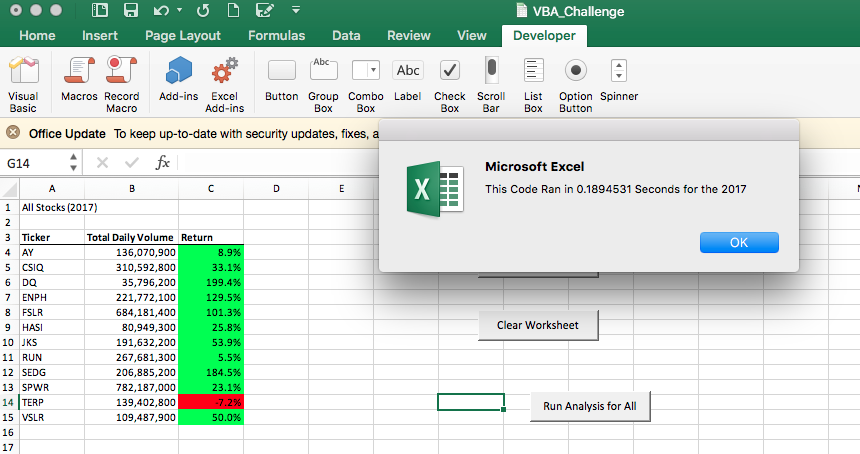 VBA_Challenge
Home Insert Page Layout Formulas Data Review View Developer
Visual Basic Macros Record Macro Add-ins Excel Add-ins Button Group Box Combo Box Label Check Box Scroll Bar List Box Option Button Spinner
Abc Abc
Office Update To keep up-to-date with security updates, fixes, a
G14 fx
Microsoft Excel
This Code Ran in 0.1894531 Seconds for the 2017
OK
A B C D E
1 All Stocks (2017)
2
3 Ticker Total Daily Volume Return
4 AY 136,070,900 8.9%
5 CSIQ 310,592,800 33.1%
6 DQ 35,796,200 199.4%
7 ENPH 221,772,100 129.5%
8 FSLR 684,181,400 101.3%
9 HASI 80,949,300 25.8%
10 JKS 191,632,200 53.9%
11 RUN 267,681,300 5.5%
12 SEDG 206,885,200 184.5%
13 SPWR 782,187,000 23.1%
14 TERP 139,402,800 -7.2%
15 VSLR 109,487,900 50.0%
16
17
Clear Worksheet
Run Analysis for All